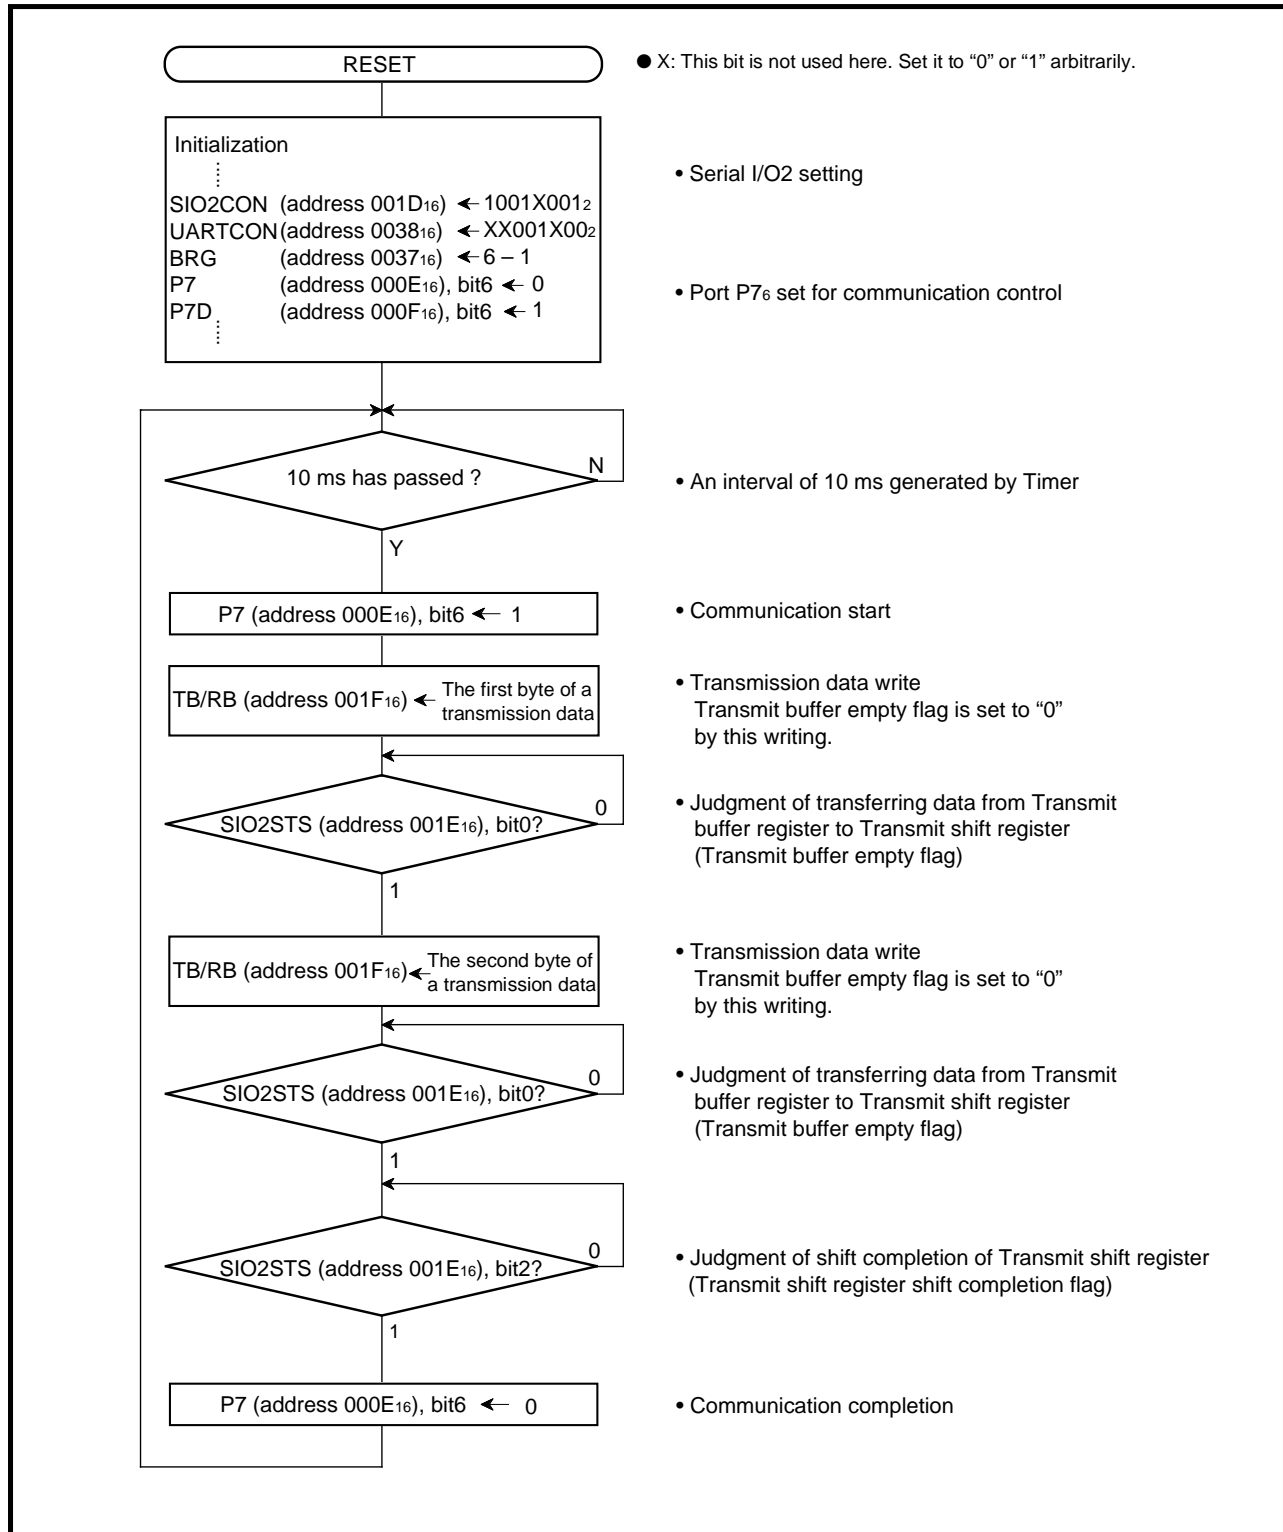 RESET
● X: This bit is not used here. Set it to “0” or “1” arbitrarily.
Initialization
• Serial I/O2 setting
SIO2CON (address 001D16) ← 1001X0012
UARTCON (address 003816) ← XX001X002
BRG (address 003716) ← 6 – 1
P7 (address 000E16), bit6 ← 0
• Port P76 set for communication control
P7D (address 000F16), bit6 ← 1
10 ms has passed ?
N
• An interval of 10 ms generated by Timer
Y
P7 (address 000E16), bit6 ← 1
• Communication start
TB/RB (address 001F16) ← The first byte of a
transmission data
• Transmission data write
Transmit buffer empty flag is set to “0”
by this writing.
SIO2STS (address 001E16), bit0?
0
1
• Judgment of transferring data from Transmit
buffer register to Transmit shift register
(Transmit buffer empty flag)
TB/RB (address 001F16) ← The second byte of
a transmission data
• Transmission data write
Transmit buffer empty flag is set to “0”
by this writing.
SIO2STS (address 001E16), bit0?
0
1
• Judgment of transferring data from Transmit
buffer register to Transmit shift register
(Transmit buffer empty flag)
SIO2STS (address 001E16), bit2?
0
1
• Judgment of shift completion of Transmit shift register
(Transmit shift register shift completion flag)
P7 (address 000E16), bit6 ← 0
• Communication completion